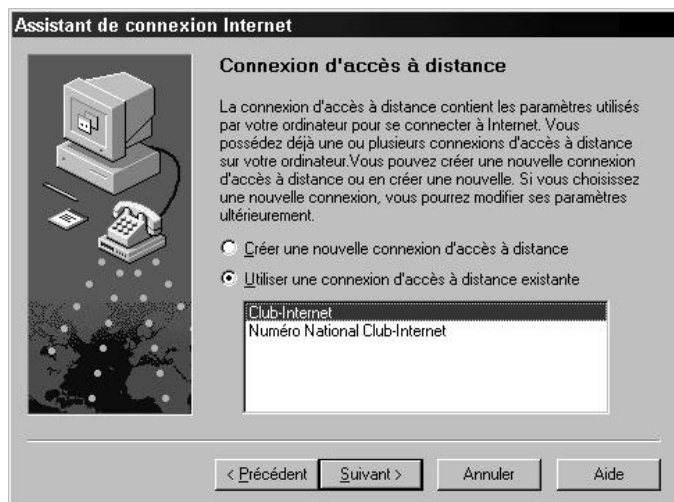 Assistant de connexion Internet
Connexion d'accès à distance
La connexion d'accès à distance contient les paramètres utilisés
par votre ordinateur pour se connecter à Internet. Vous
possédez déjà une ou plusieurs connexions d'accès à distance
sur votre ordinateur.Vous pouvez créer une nouvelle connexion
d'accès à distance ou en créer une nouvelle. Si vous choisissez
une nouvelle connexion, vous pourrez modifier ses paramètres
ultérieurement.
Créer une nouvelle connexion d'accès à distance
Utiliser une connexion d'accès à distance existante
Club-Internet
Numéro National Club-Internet
< Précédent
Suivant >
Annuler
Aide